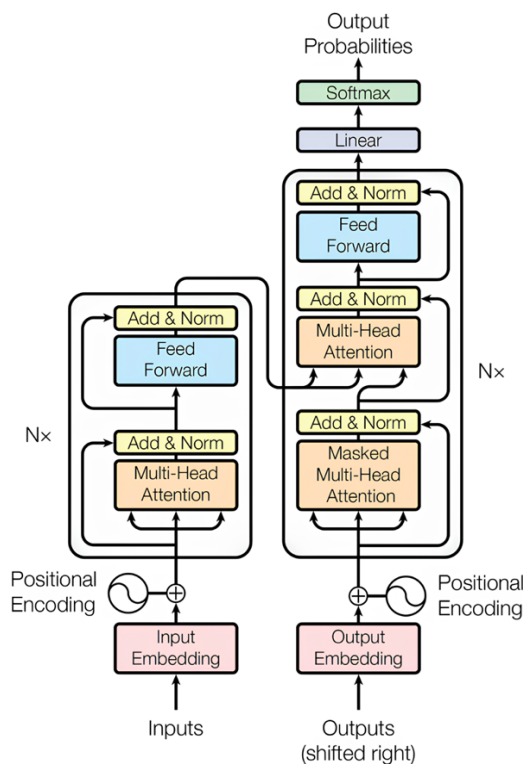 Output
Probabilities
Softmax
Linear
Add & Norm
Feed
Forward
Add & Norm
Multi-Head
Attention
Add & Norm
Masked
Multi-Head
Attention
N×
Add & Norm
Feed
Forward
Add & Norm
Multi-Head
Attention
N×
Positional
Encoding
Positional
Encoding
Input
Embedding
Output
Embedding
Inputs
Outputs
(shifted right)